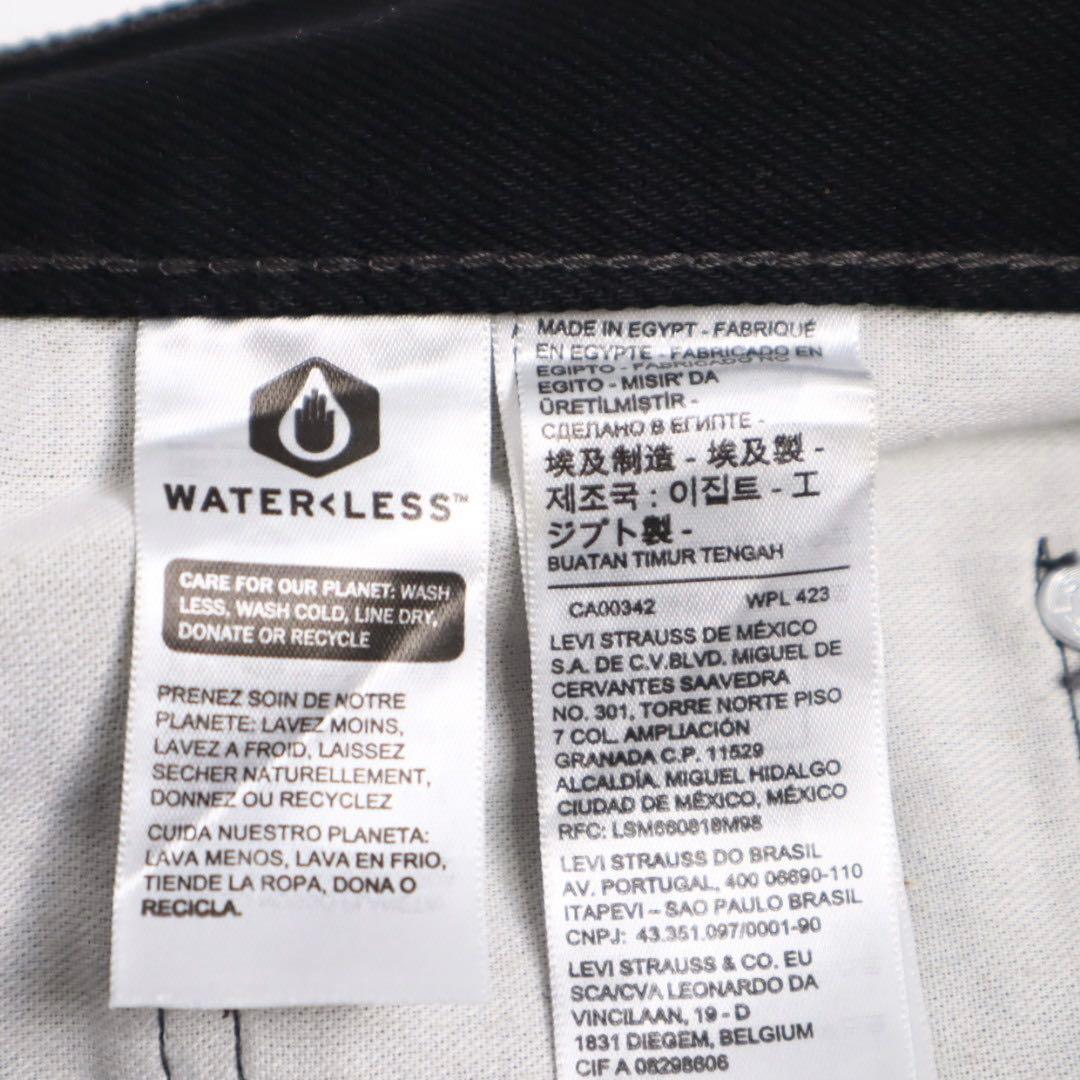 WATER<LESS™
CARE FOR OUR PLANET: WASH
LESS, WASH COLD, LINE DRY,
DONATE OR RECYCLE
PRENEZ SOIN DE NOTRE
PLANETE: LAVEZ MOINS,
LAVEZ A FROID, LAISSEZ
SECHER NATURELLEMENT,
DONNEZ OU RECYCLEZ
CUIDA NUESTRO PLANETA:
LAVA MENOS, LAVA EN FRIO,
TIENDE LA ROPA, DONA O
RECICLA.
MADE IN EGYPT - FABRIQUÉ
EN EGYPTE - FABRICADO EN
EGIPTO - FABRICADO NO
EGITO - MISIR' DA
ÜRETİLMİŞTİR -
СДЕЛАНО В ЕГИПТЕ -
埃及制造 - 埃及製 -
제조국 : 이집트 - エ
ジプト製 -
BUATAN TIMUR TENGAH
CA00342 WPL 423
LEVI STRAUSS DE MÉXICO
S.A. DE C.V.BLVD. MIGUEL DE
CERVANTES SAAVEDRA
NO. 301, TORRE NORTE PISO
7 COL. AMPLIACIÓN
GRANADA C.P. 11529
ALCALDÍA, MIGUEL HIDALGO
CIUDAD DE MÉXICO, MÉXICO
RFC: LSM680818M98
LEVI STRAUSS DO BRASIL
AV. PORTUGAL, 400 06690-110
ITAPEVI – SAO PAULO BRASIL
CNPJ: 43.351.097/0001-90
LEVI STRAUSS & CO. EU
SCA/CVA LEONARDO DA
VINCILAAN, 19 - D
1831 DIEGEM, BELGIUM
CIF A 08298606